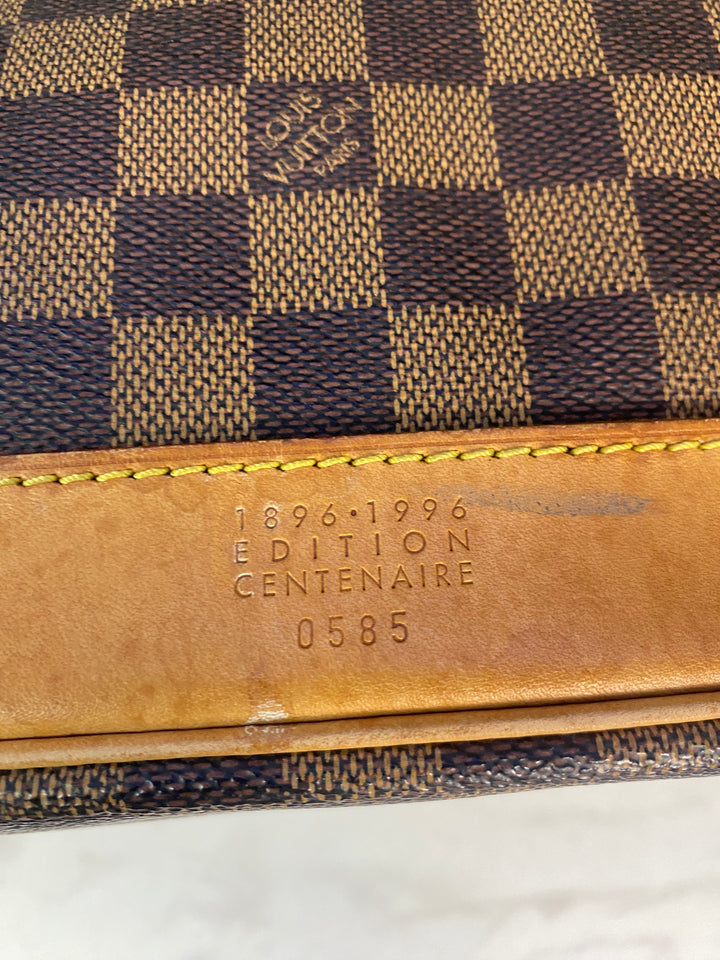 LOUIS
VUITTON
PARIS
1896·1996
EDITION
CENTENAIRE
0585